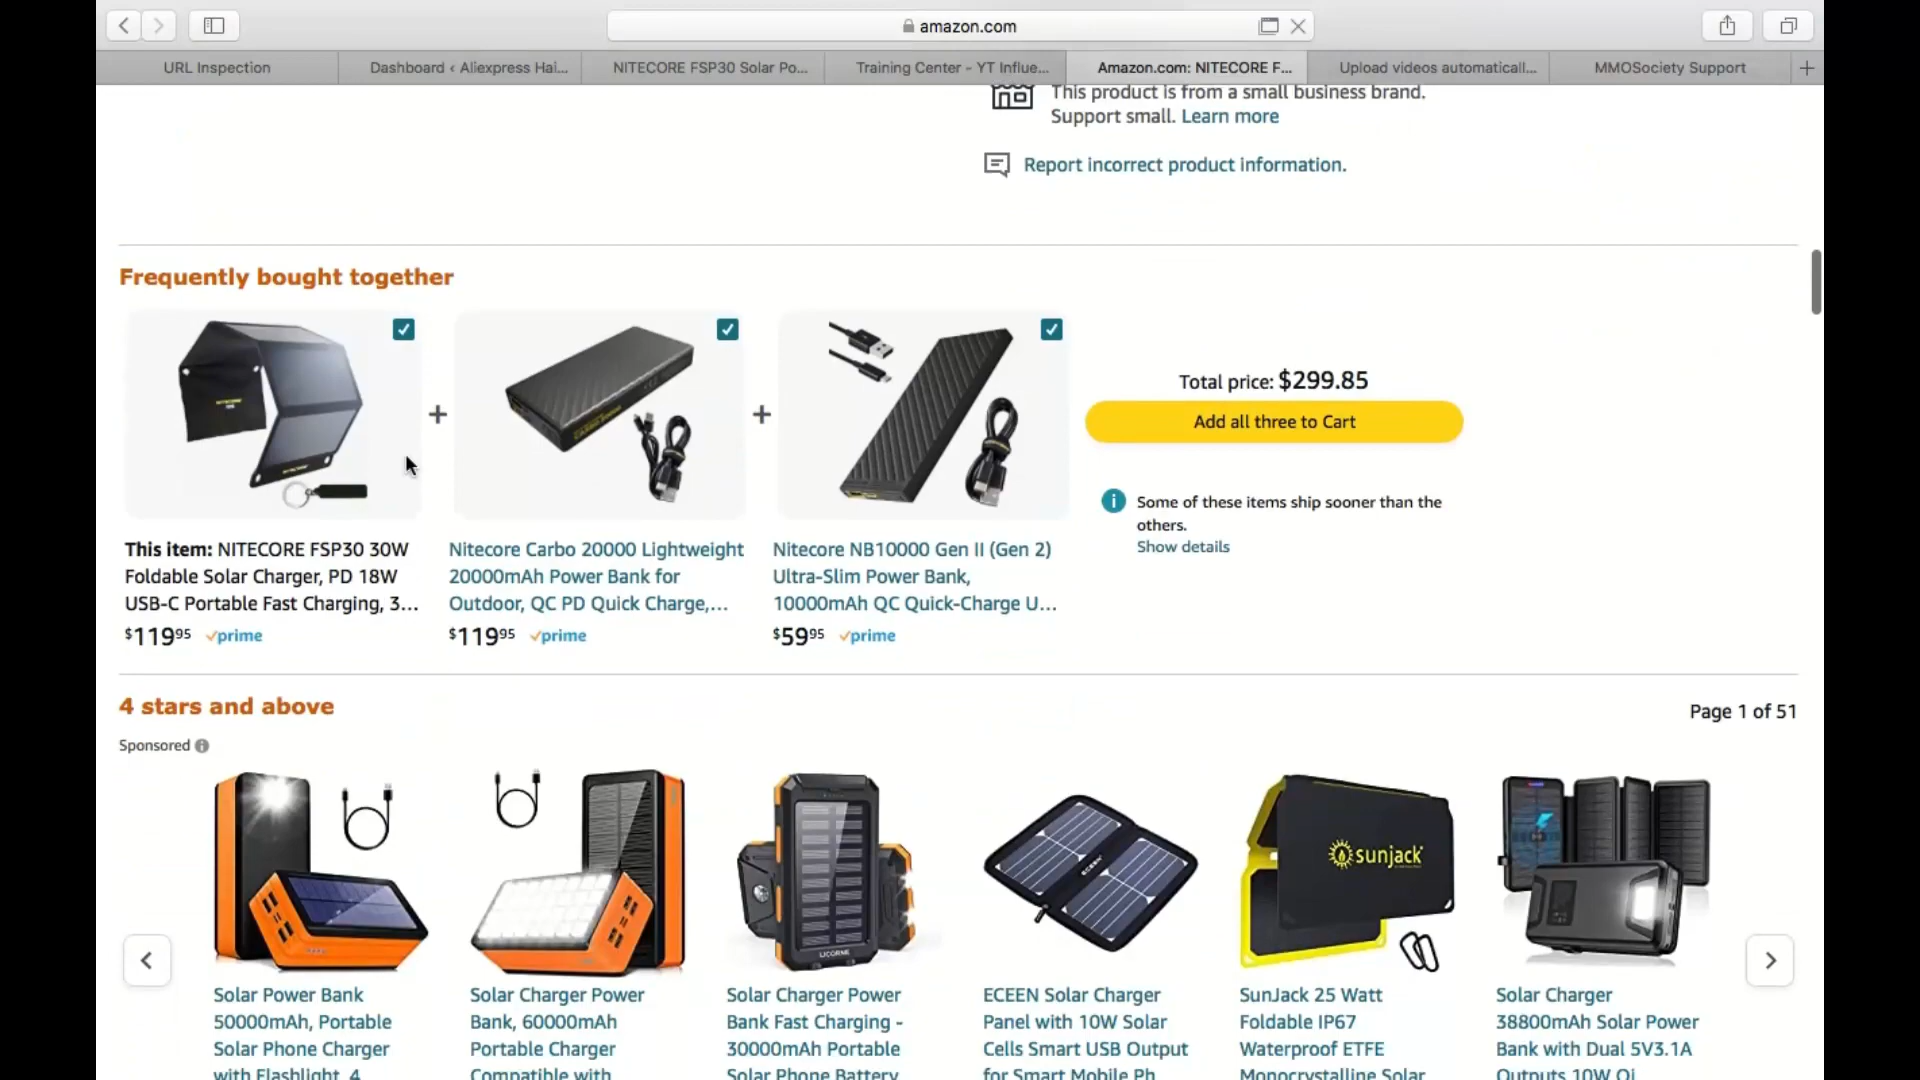 amazon.com
URL Inspection
Dashboard ‹ Aliexpress Hai...
NITECORE FSP30 Solar Po...
Training Center - YT Influe...
Amazon.com: NITECORE F...
Upload videos automaticall...
MMOSociety Support
This product is from a small business brand.
Support small. Learn more
Report incorrect product information.
Frequently bought together
Total price: $299.85
Add all three to Cart
Some of these items ship sooner than the
others.
Show details
This item: NITECORE FSP30 30W
Foldable Solar Charger, PD 18W
USB-C Portable Fast Charging, 3...
$119.95 prime
Nitecore Carbo 20000 Lightweight
20000mAh Power Bank for
Outdoor, QC PD Quick Charge,...
$119.95 prime
Nitecore NB10000 Gen II (Gen 2)
Ultra-Slim Power Bank,
10000mAh QC Quick-Charge U...
$59.95 prime
4 stars and above
Page 1 of 51
Sponsored
LICORNE
ECEEN
sunjack
Solar Power Bank
50000mAh, Portable
Solar Phone Charger
with Flashlight, 4
Solar Charger Power
Bank, 60000mAh
Portable Charger
Compatible with
Solar Charger Power
Bank Fast Charging -
30000mAh Portable
Solar Phone Battery
ECEEN Solar Charger
Panel with 10W Solar
Cells Smart USB Output
for Smart Mobile Ph
SunJack 25 Watt
Foldable IP67
Waterproof ETFE
Monocrystalline Solar
Solar Charger
38800mAh Solar Power
Bank with Dual 5V3.1A
Outputs 10W Qi